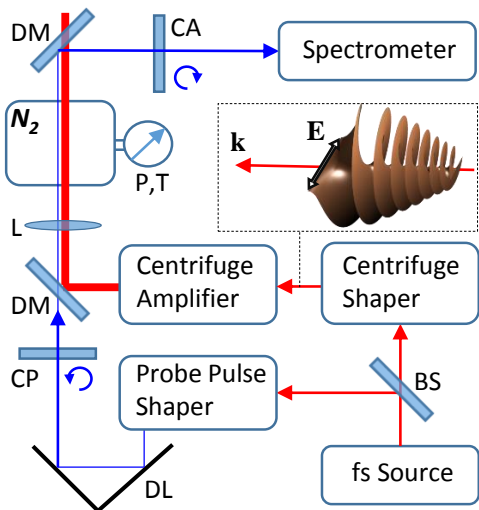 DM
CA
Spectrometer
N2
P,T
k
E
L
DM
Centrifuge
Amplifier
Centrifuge
Shaper
CP
Probe Pulse
Shaper
BS
DL
fs Source